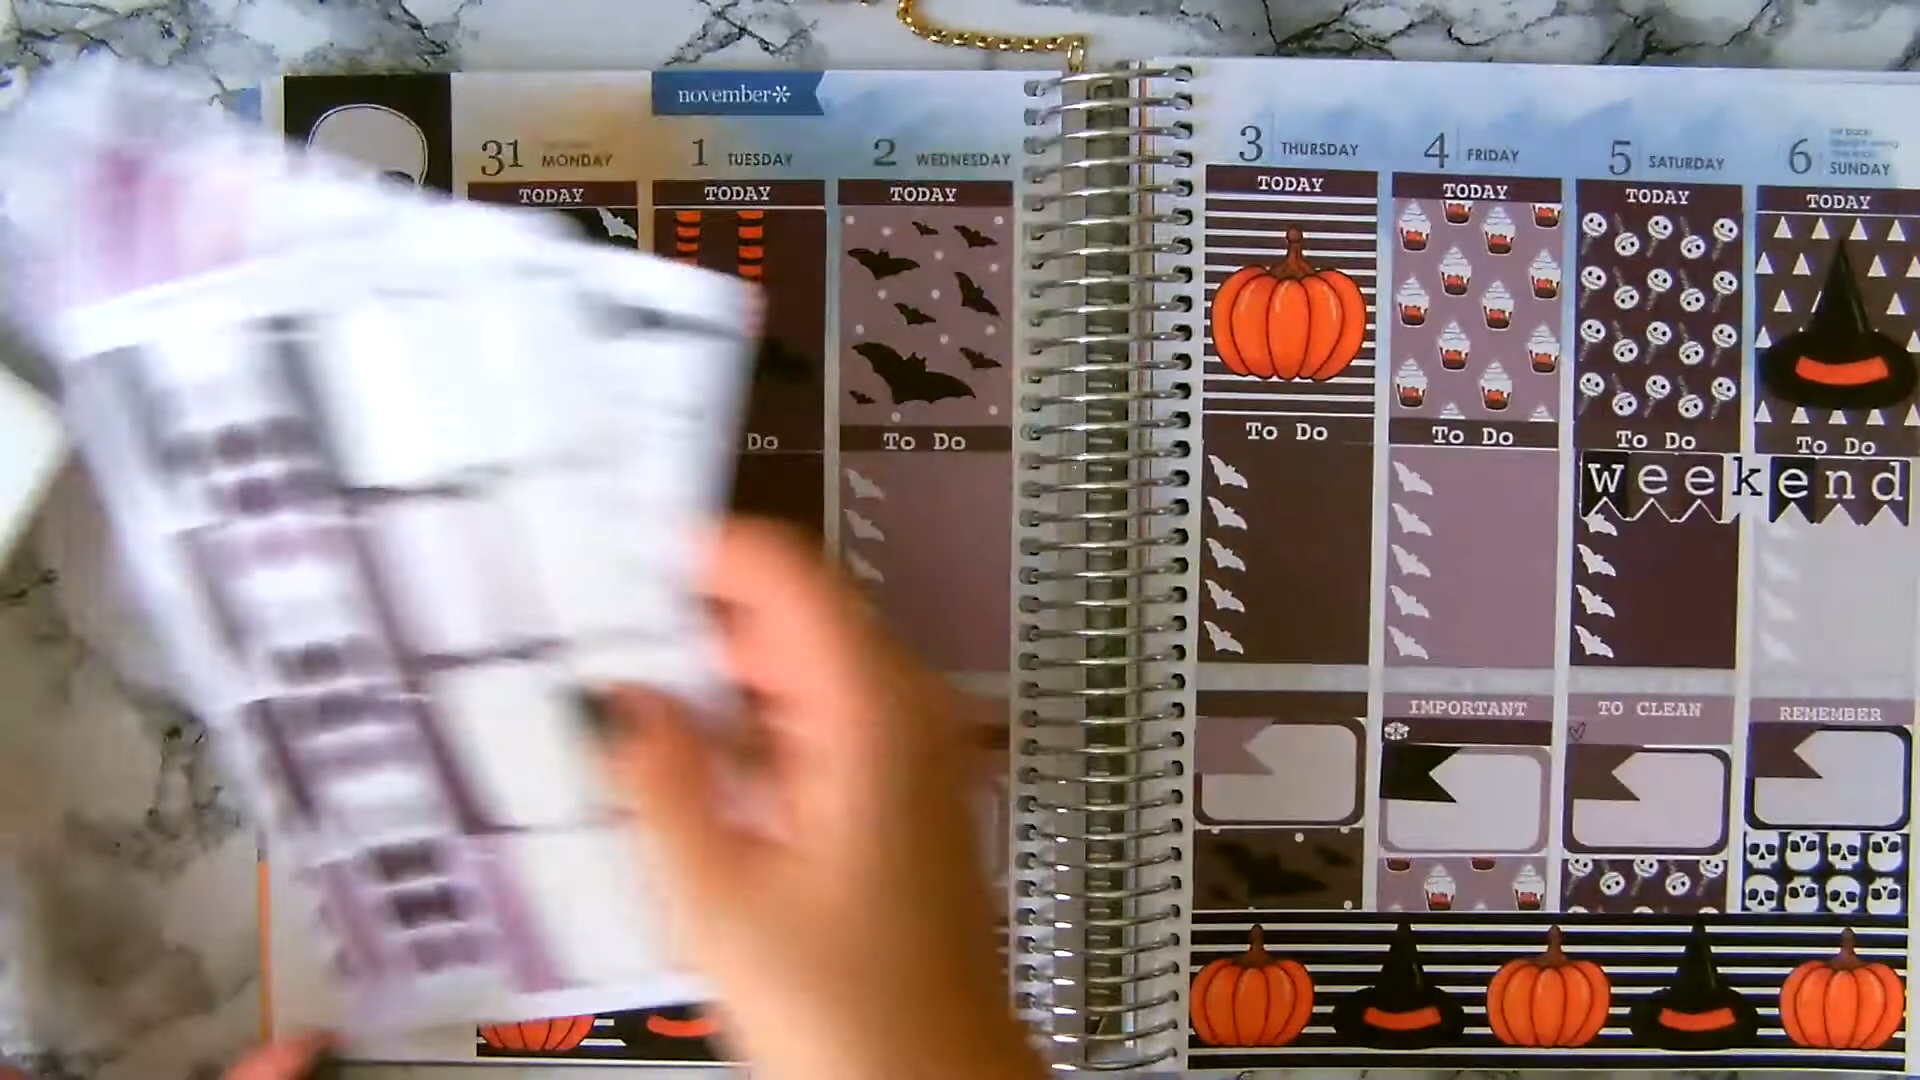 november*
31 MONDAY
1 TUESDAY
2 WEDNESDAY
3 THURSDAY
4 FRIDAY
5 SATURDAY
6 SUNDAY
TODAY
TODAY
TODAY
TODAY
TODAY
TODAY
TODAY
Do
To Do
To Do
To Do
To Do
To Do
weekend
IMPORTANT
TO CLEAN
REMEMBER